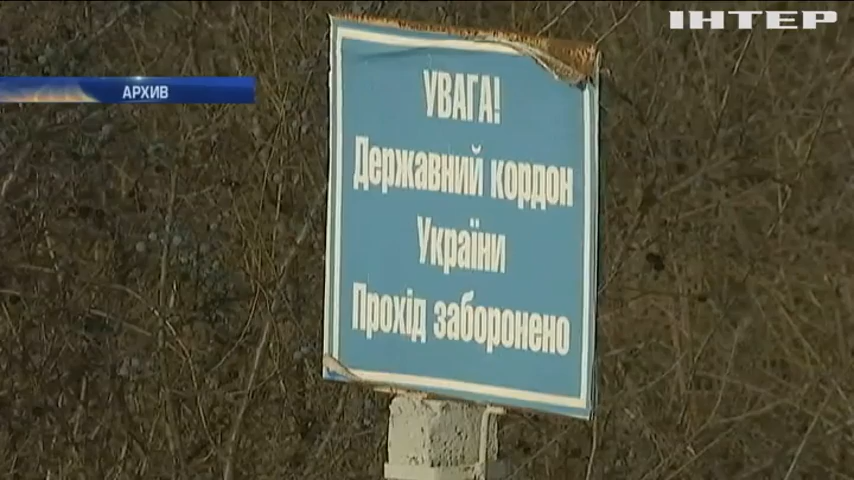 ІНТЕР
АРХИВ
УВАГА!
Державний кордон
України
Прохід заборонено